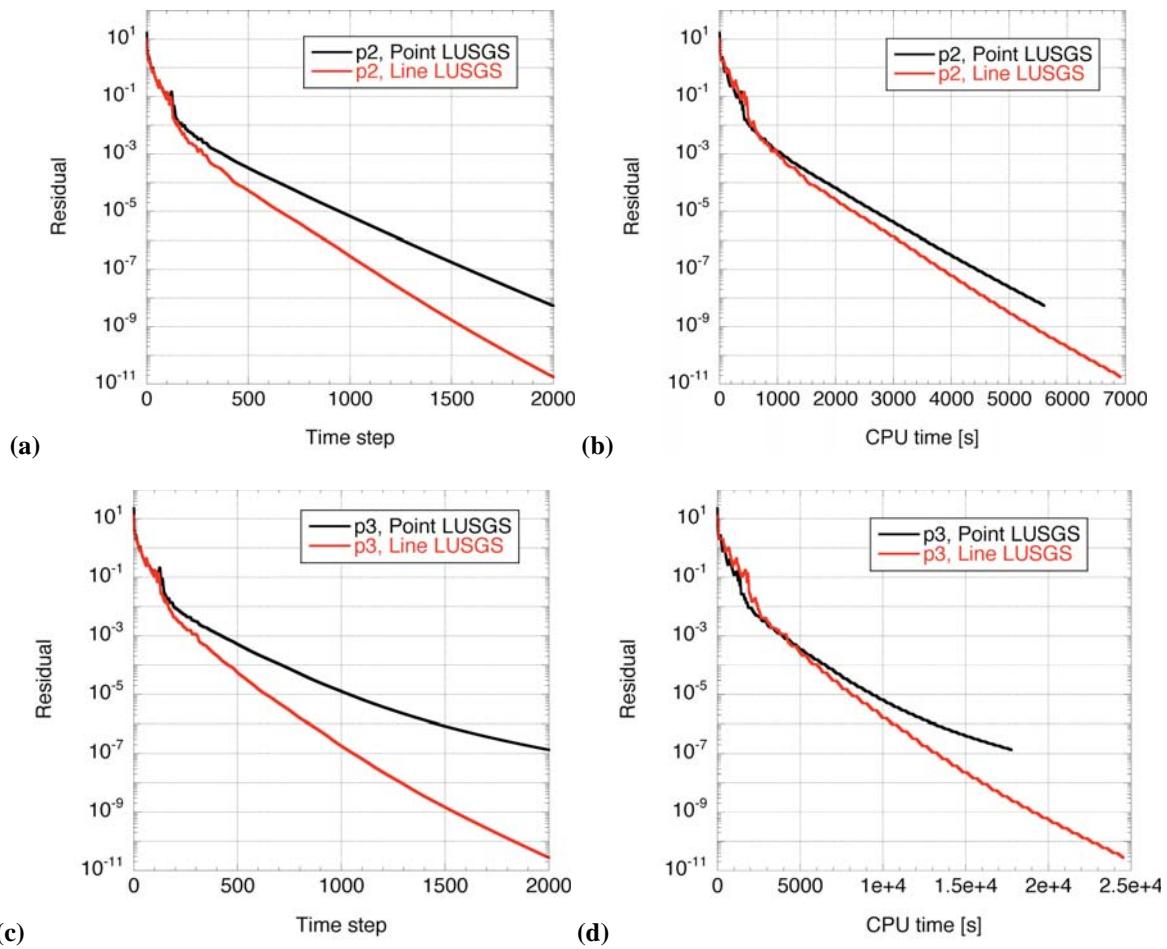 10^1
10^-1
10^-3
10^-5
10^-7
10^-9
10^-11
Residual
p2, Point LUSGS
p2, Line LUSGS
0 500 1000 1500 2000
Time step
(a)
10^1
10^-1
10^-3
10^-5
10^-7
10^-9
10^-11
Residual
p2, Point LUSGS
p2, Line LUSGS
0 1000 2000 3000 4000 5000 6000 7000
CPU time [s]
(b)
10^1
10^-1
10^-3
10^-5
10^-7
10^-9
10^-11
Residual
p3, Point LUSGS
p3, Line LUSGS
0 500 1000 1500 2000
Time step
(c)
10^1
10^-1
10^-3
10^-5
10^-7
10^-9
10^-11
Residual
p3, Point LUSGS
p3, Line LUSGS
0 5000 1e+4 1.5e+4 2e+4 2.5e+4
CPU time [s]
(d)